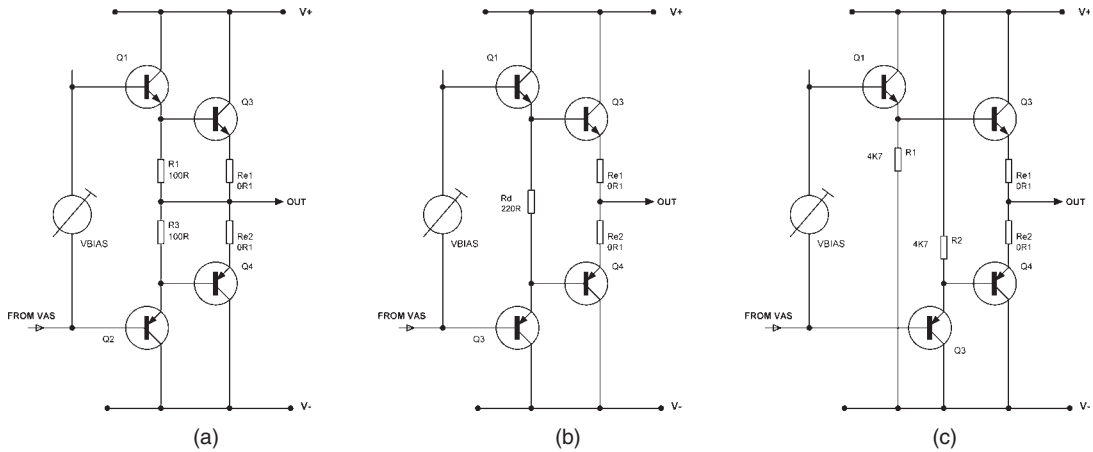 V+
Q1
Q3
R1
100R
Re1
0R1
OUT
R3
100R
Re2
0R1
VBIAS
Q4
FROM VAS
Q2
V-
(a)
V+
Q1
Q3
Re1
0R1
Rd
220R
OUT
Re2
0R1
VBIAS
Q4
FROM VAS
Q3
V-
(b)
V+
Q1
Q3
4K7
R1
Re1
0R1
OUT
4K7
R2
Re2
0R1
VBIAS
Q4
FROM VAS
Q3
V-
(c)